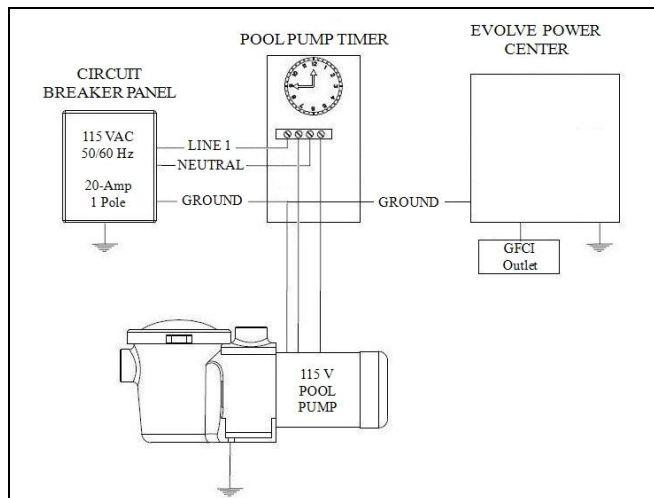 POOL PUMP TIMER
EVOLVE POWER
CENTER
CIRCUIT
BREAKER PANEL
115 VAC
50/60 Hz
20-Amp
1 Pole
LINE 1
NEUTRAL
GROUND
GROUND
GFCI
Outlet
115 V
POOL
PUMP